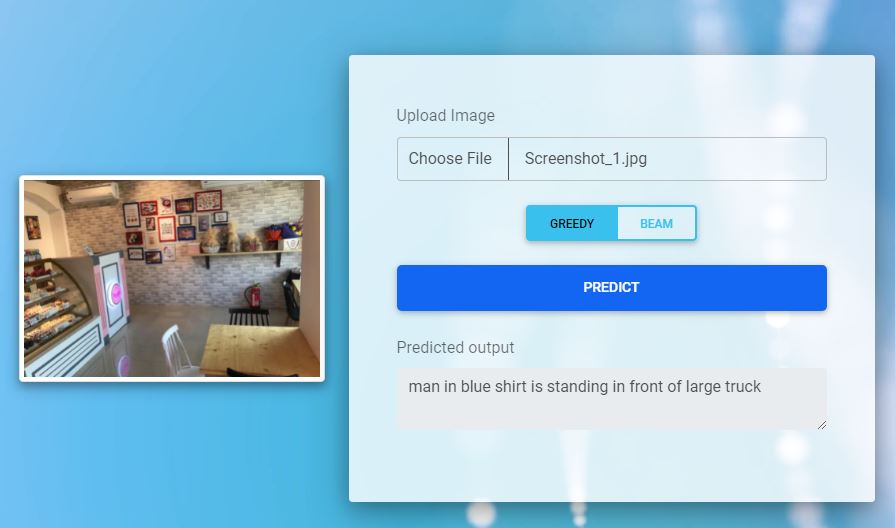 Upload Image
Choose File Screenshot_1.jpg
GREEDY BEAM
PREDICT
Predicted output
man in blue shirt is standing in front of large truck